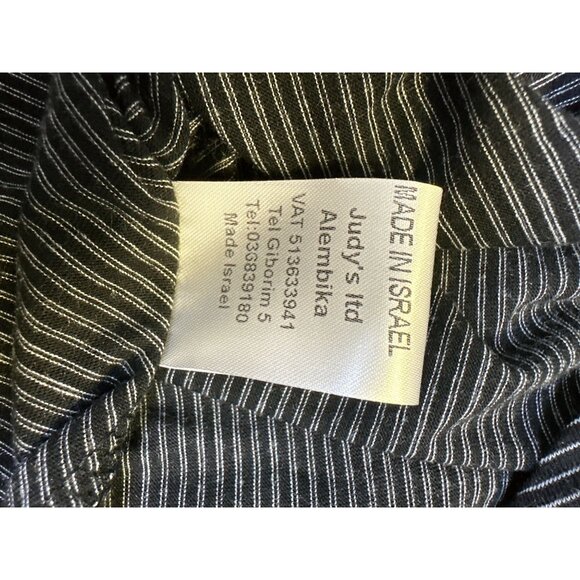 MADE IN ISRAEL
Judy's ltd
Alembika
VAT 513633941
Tel Giborim 5
Tel:036839180
Made Israel